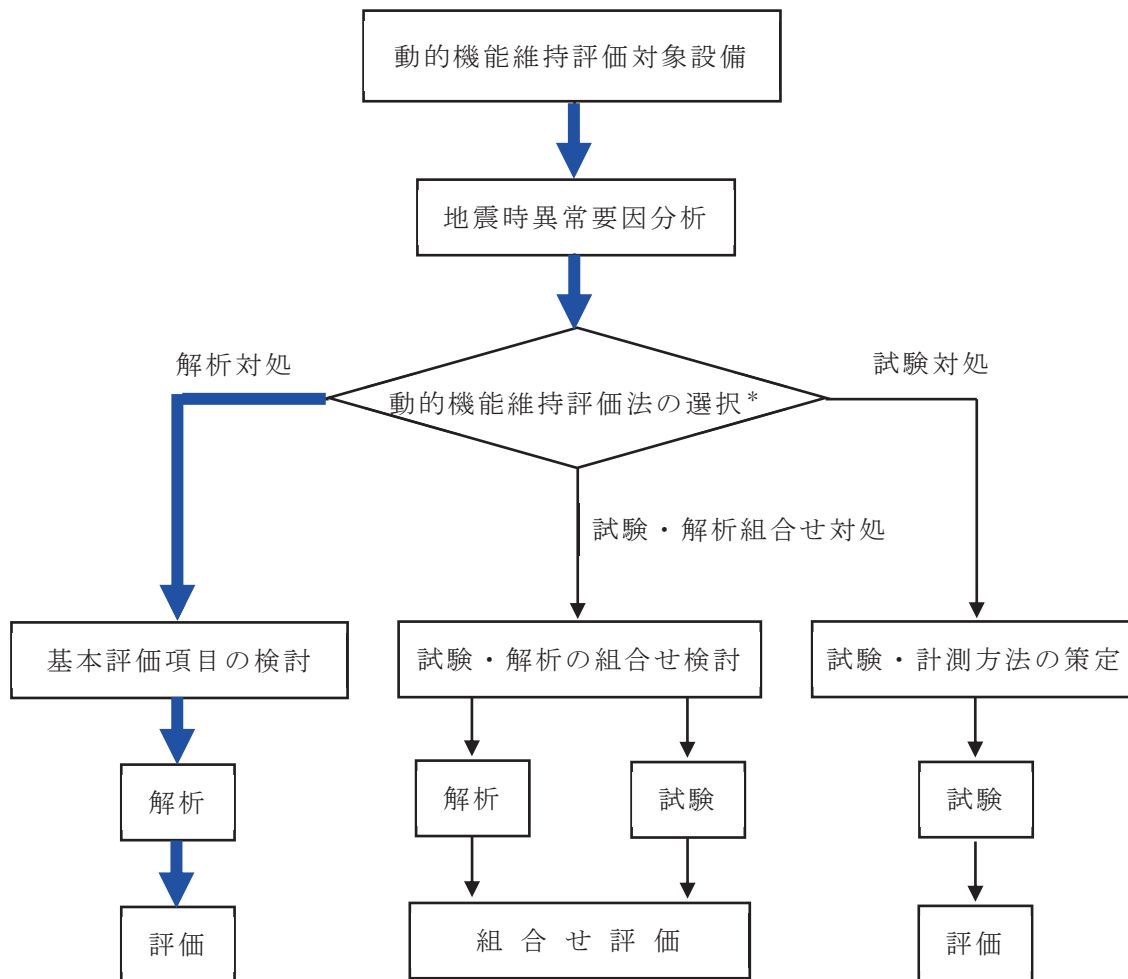 動的機能維持評価対象設備
地震時異常要因分析
解析対処
試験対処
動的機能維持評価法の選択*
試験・解析組合せ対処
基本評価項目の検討
試験・解析の組合せ検討
試験・計測方法の策定
解析
解析
試験
試験
評価
組合せ評価
評価